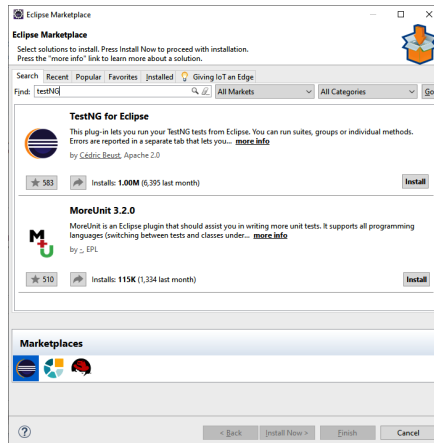 Eclipse Marketplace
Eclipse Marketplace
Select solutions to install. Press Install Now to proceed with installation.
Press the "more info" link to learn more about a solution.
Search Recent Popular Favorites Installed Giving IoT an Edge
Find: testNG All Markets All Categories Go
TestNG for Eclipse
This plug-in lets you run your TestNG tests from Eclipse. You can run suites, groups or individual methods.
Errors are reported in a separate tab that lets you... more info
by Cédric Beust, Apache 2.0
583 Installs: 1.00M (6,395 last month) Install
MoreUnit 3.2.0
MoreUnit is an Eclipse plugin that should assist you in writing more unit tests. It supports all programming
languages (switching between tests and classes under... more info
by -, EPL
510 Installs: 115K (1,334 last month) Install
Marketplaces
? < Back Install Now > Finish Cancel